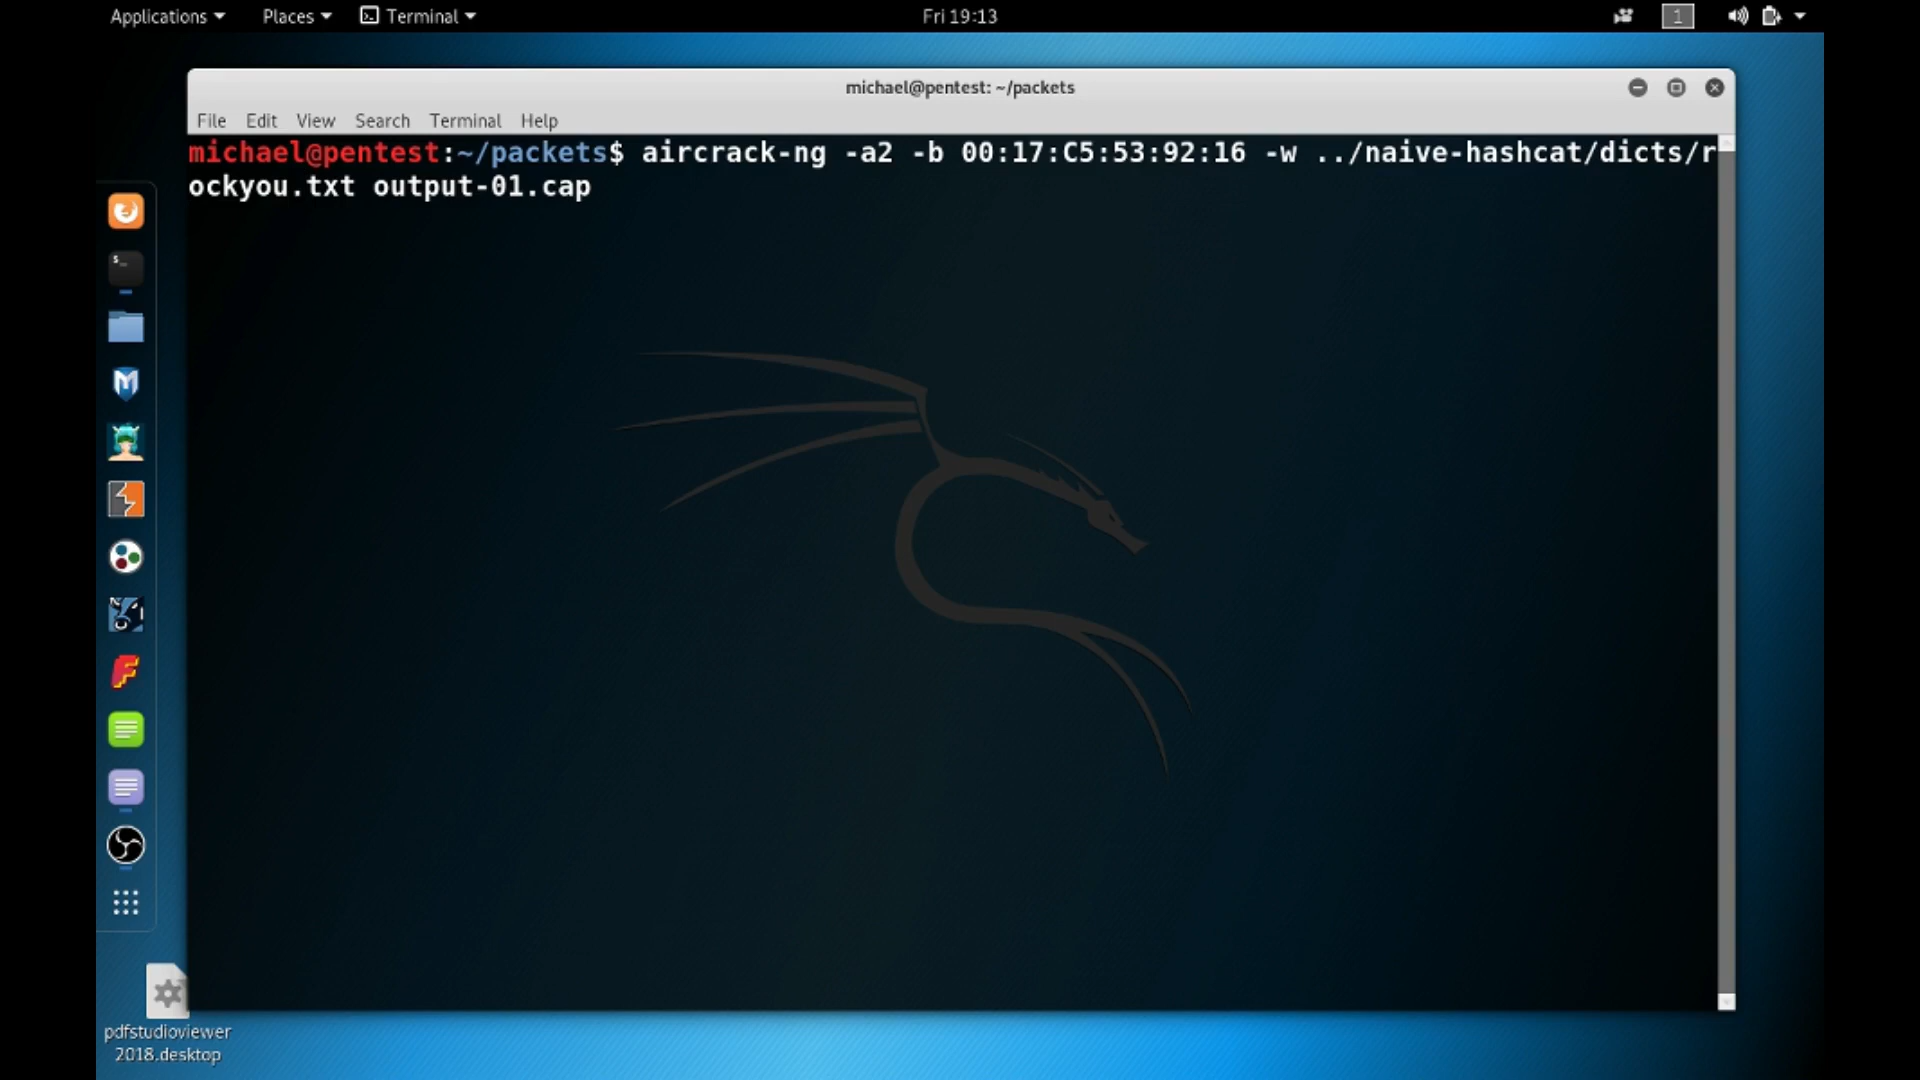 Applications Places Terminal Fri 19:13 1
michael@pentest: ~/packets
File Edit View Search Terminal Help
michael@pentest:~/packets$ aircrack-ng -a2 -b 00:17:C5:53:92:16 -w ../naive-hashcat/dicts/r
ockyou.txt output-01.cap
pdfstudioviewer
2018.desktop